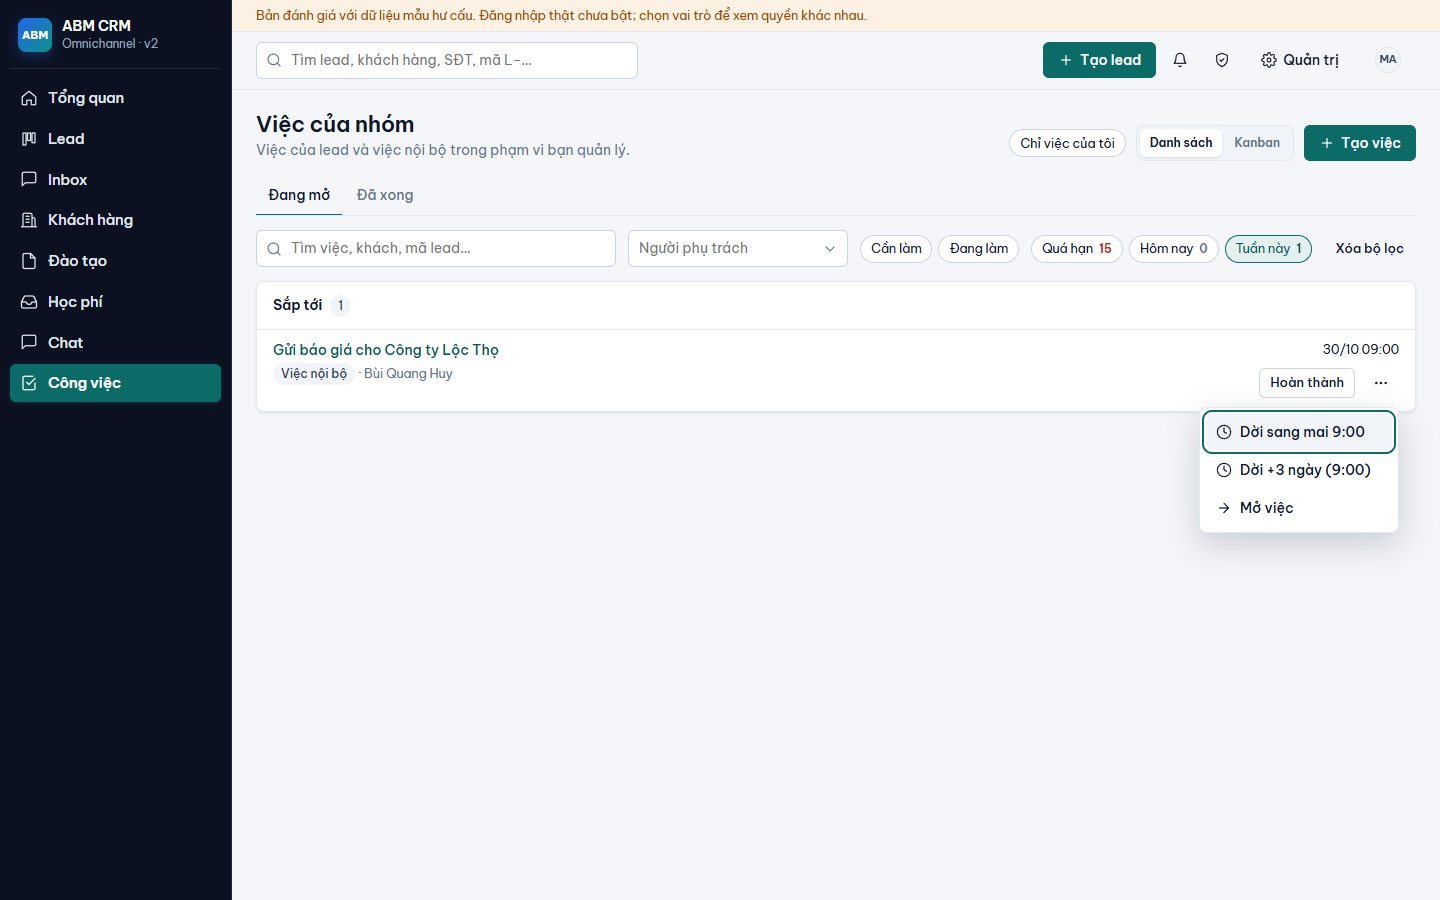 ABM
ABM CRM
Omnichannel · v2
Tổng quan
Lead
Inbox
Khách hàng
Đào tạo
Học phí
Chat
Công việc
Bản đánh giá với dữ liệu mẫu hư cấu. Đăng nhập thật chưa bật; chọn vai trò để xem quyền khác nhau.
Tìm lead, khách hàng, SĐT, mã L-...
Tạo lead
Quản trị
MA
Việc của nhóm
Việc của lead và việc nội bộ trong phạm vi bạn quản lý.
Chỉ việc của tôi
Danh sách
Kanban
Tạo việc
Đang mở
Đã xong
Tìm việc, khách, mã lead...
Người phụ trách
Cần làm
Đang làm
Quá hạn 15
Hôm nay 0
Tuần này 1
Xóa bộ lọc
Sắp tới 1
Gửi báo giá cho Công ty Lộc Thọ
30/10 09:00
Việc nội bộ · Bùi Quang Huy
Hoàn thành
Dời sang mai 9:00
Dời +3 ngày (9:00)
Mở việc